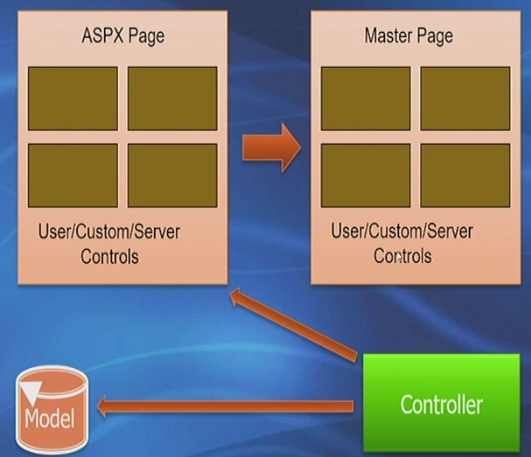 ASPX Page
User/Custom/Server
Controls
Master Page
User/Custom/Server
Controls
Model
Controller